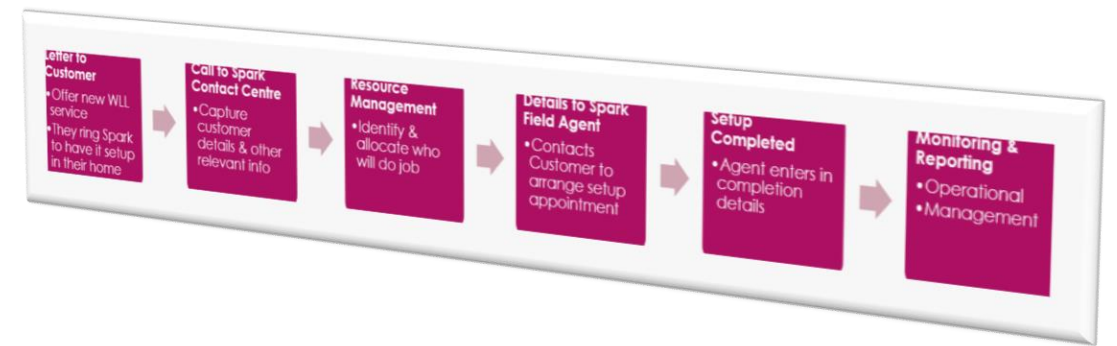 Letter to
Customer
•Offer new WLL
service
•They ring Spark
to have it setup
in their home
Call to Spark
Contact Centre
•Capture
customer
details & other
relevant info
Resource
Management
•Identify &
allocate who
will do job
Details to Spark
Field Agent
•Contacts
Customer to
arrange setup
appointment
Setup
Completed
•Agent enters in
completion
details
Monitoring &
Reporting
•Operational
•Management